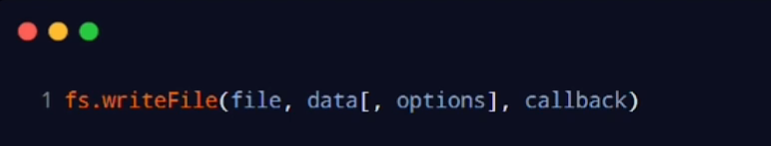 1 fs.writeFile(file, data[, options], callback)